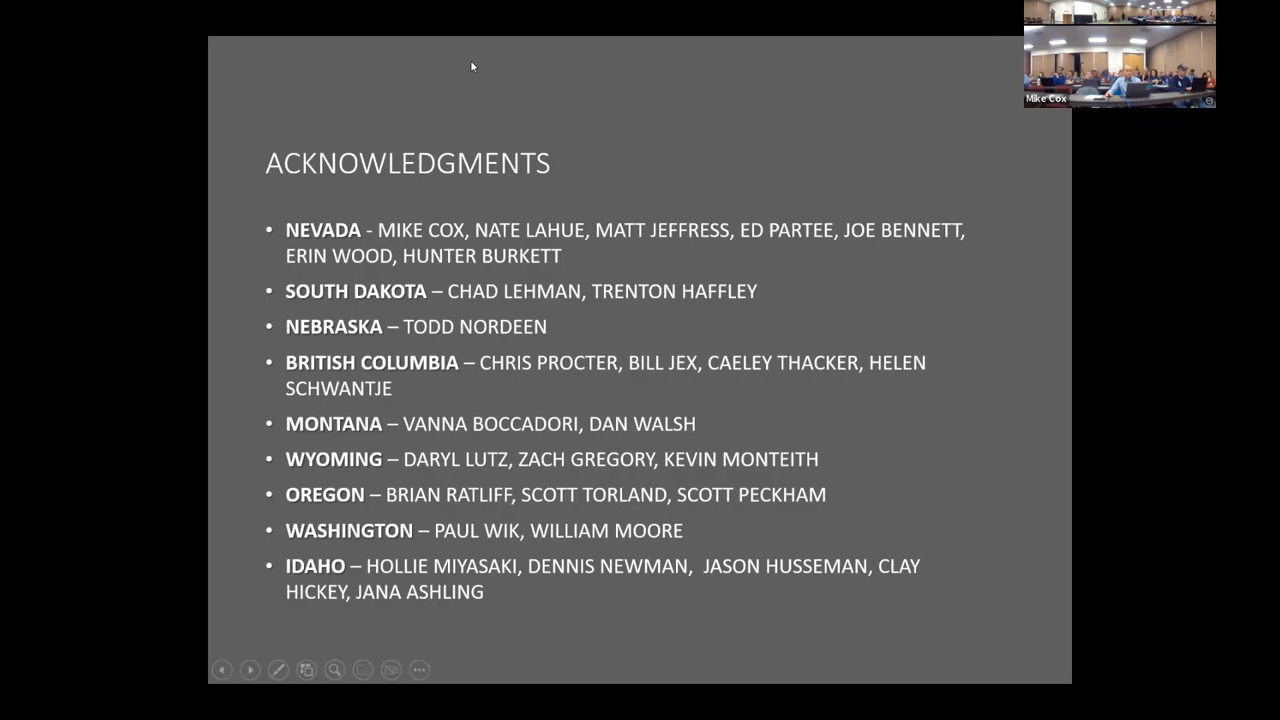 Mike Cox
ACKNOWLEDGMENTS
• NEVADA - MIKE COX, NATE LAHUE, MATT JEFFRESS, ED PARTEE, JOE BENNETT,
ERIN WOOD, HUNTER BURKETT
• SOUTH DAKOTA – CHAD LEHMAN, TRENTON HAFFLEY
• NEBRASKA – TODD NORDEEN
• BRITISH COLUMBIA – CHRIS PROCTER, BILL JEX, CAELEY THACKER, HELEN
SCHWANTJE
• MONTANA – VANNA BOCCADORI, DAN WALSH
• WYOMING – DARYL LUTZ, ZACH GREGORY, KEVIN MONTEITH
• OREGON – BRIAN RATLIFF, SCOTT TORLAND, SCOTT PECKHAM
• WASHINGTON – PAUL WIK, WILLIAM MOORE
• IDAHO – HOLLIE MIYASAKI, DENNIS NEWMAN,  JASON HUSSEMAN, CLAY
HICKEY, JANA ASHLING